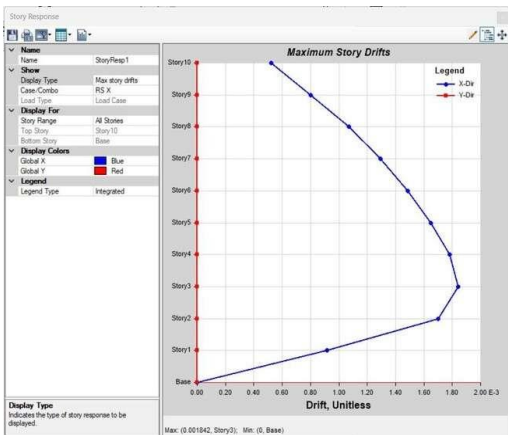 Story Response
Name
Name StoryResp1
Show
Display Type Max story drifts
Case/Combo RS X
Load Type Load Case
Display For
Story Range All Stories
Top Story Story10
Bottom Story Base
Display Colors
Global X Blue
Global Y Red
Legend
Legend Type Integrated
Display Type
Indicates the type of story response to be
displayed.
Maximum Story Drifts
Legend
X-Dir
Y-Dir
Story10
Story9
Story8
Story7
Story6
Story5
Story4
Story3
Story2
Story1
Base
0.00 0.20 0.40 0.60 0.80 1.00 1.20 1.40 1.60 1.80 2.00 E-3
Drift, Unitless
Max: (0.001842, Story3); Min: (0, Base)